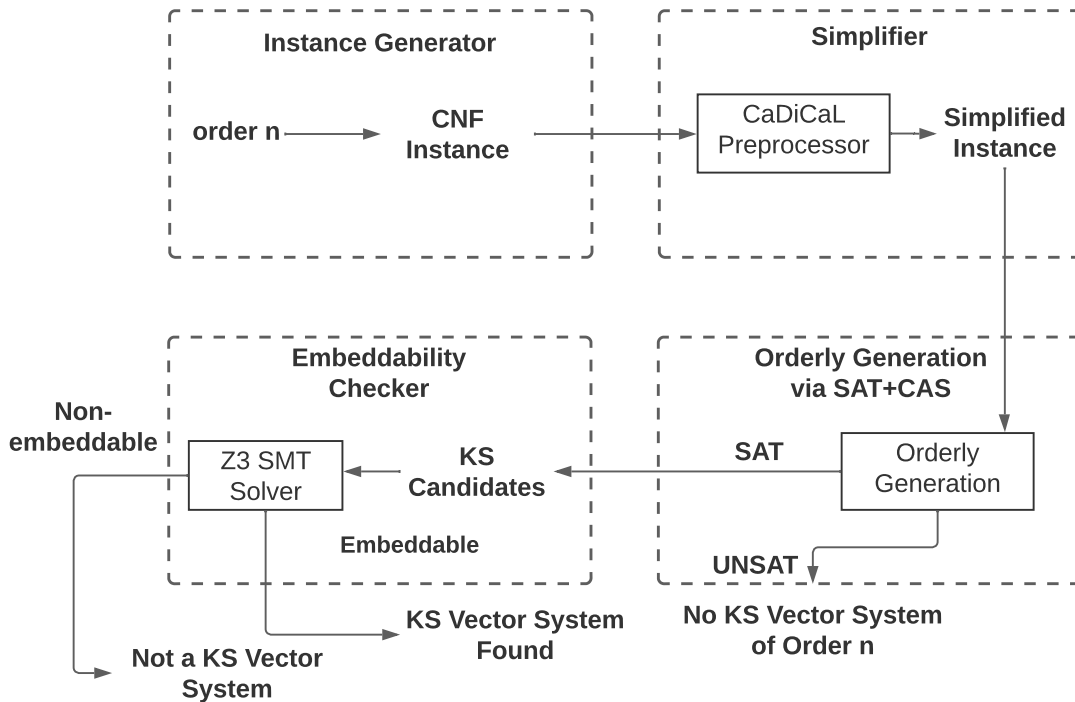 Instance Generator
Simplifier
order n
CNF
Instance
CaDiCaL
Preprocessor
Simplified
Instance
Embeddability
Checker
Orderly Generation
via SAT+CAS
Non-
embeddable
Z3 SMT
Solver
KS
Candidates
SAT
Orderly
Generation
Embeddable
UNSAT
KS Vector System
Found
No KS Vector System
of Order n
Not a KS Vector
System